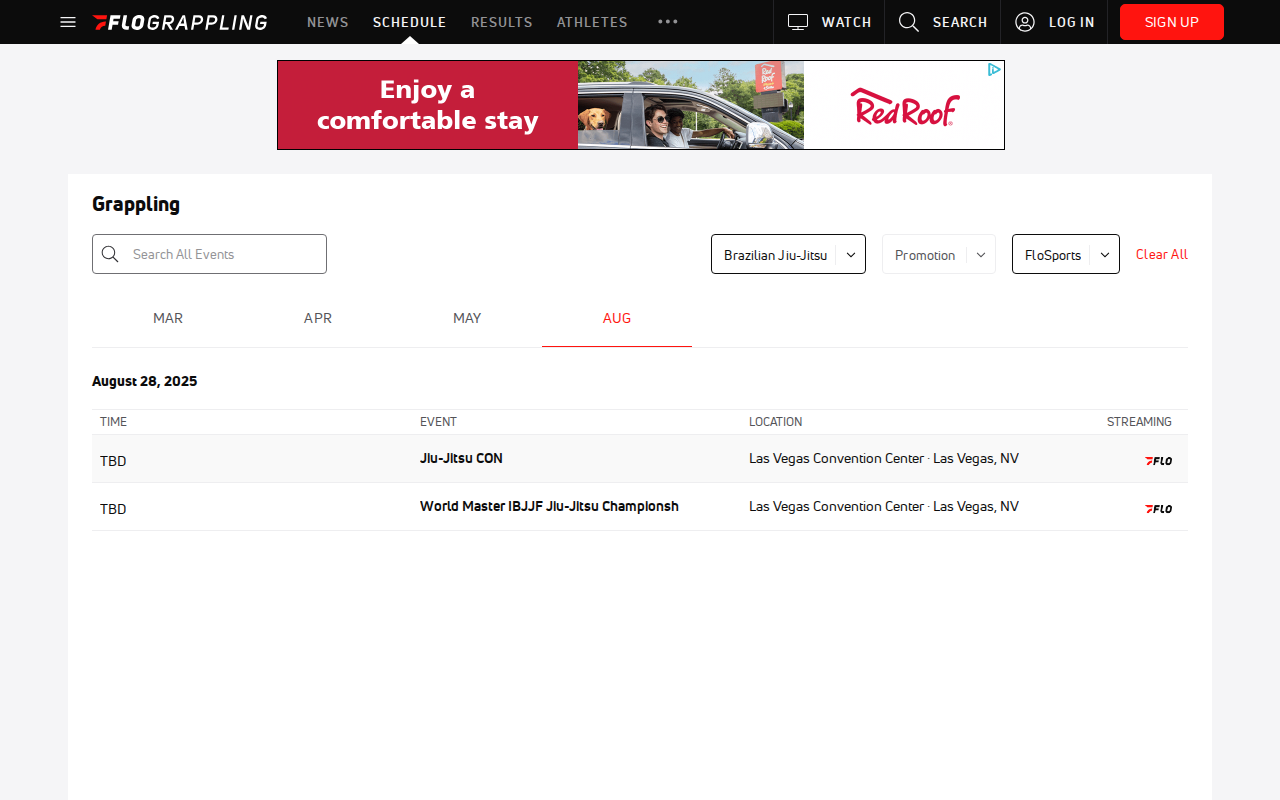 FLOGRAPPLING NEWS SCHEDULE RESULTS ATHLETES WATCH SEARCH LOG IN SIGN UP
Enjoy a
comfortable stay
Red Roof
Red Roof
Grappling
Search All Events Brazilian Jiu-Jitsu Promotion FloSports Clear All
MAR APR MAY AUG
August 28, 2025
TIME EVENT LOCATION STREAMING
TBD Jiu-Jitsu CON Las Vegas Convention Center · Las Vegas, NV FLO
TBD World Master IBJJF Jiu-Jitsu Championsh Las Vegas Convention Center · Las Vegas, NV FLO